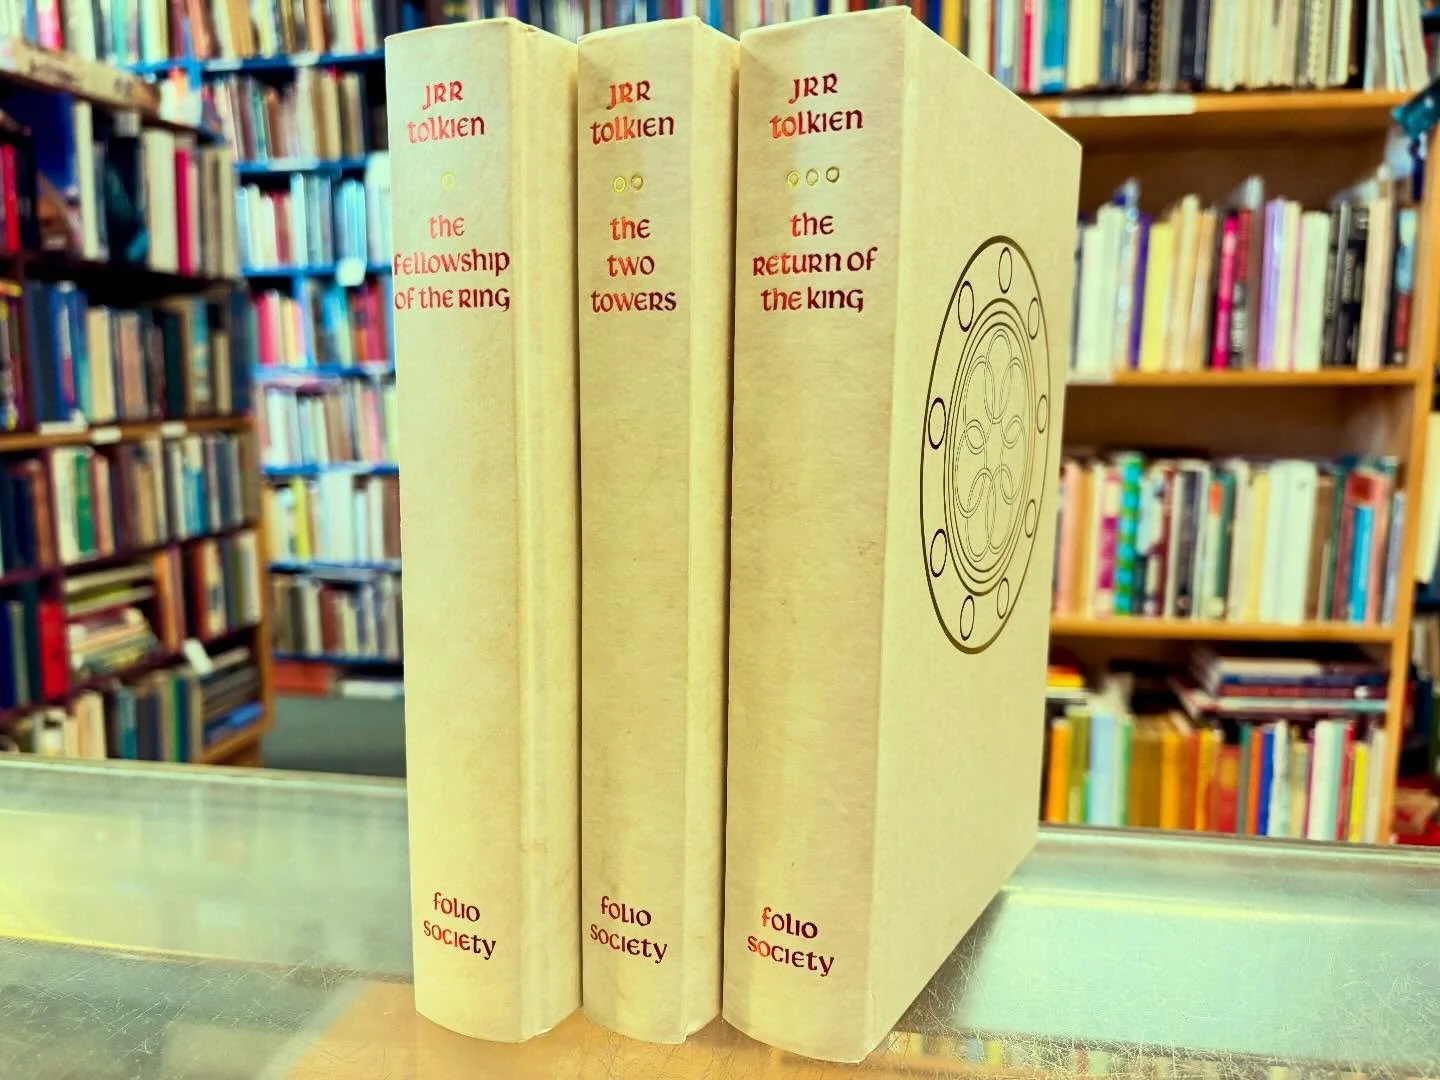 JRR
tolkien
the
fellowship
of the Ring
folio
society
JRR
tolkien
the
two
towers
folio
society
JRR
tolkien
the
Return of
the king
folio
society